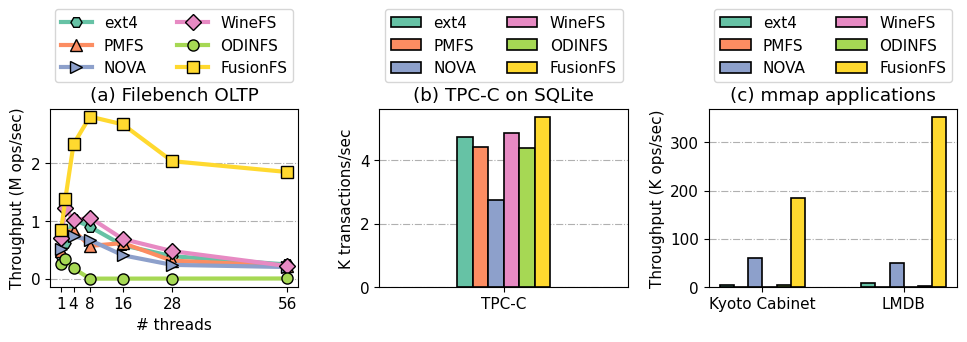 ext4
PMFS
NOVA
WineFS
ODINFS
FusionFS
(a) Filebench OLTP
Throughput (M ops/sec)
2
1
0
1 4 8 16 28 56
# threads
ext4
PMFS
NOVA
WineFS
ODINFS
FusionFS
(b) TPC-C on SQLite
K transactions/sec
4
2
0
TPC-C
ext4
PMFS
NOVA
WineFS
ODINFS
FusionFS
(c) mmap applications
Throughput (K ops/sec)
300
200
100
0
Kyoto Cabinet LMDB